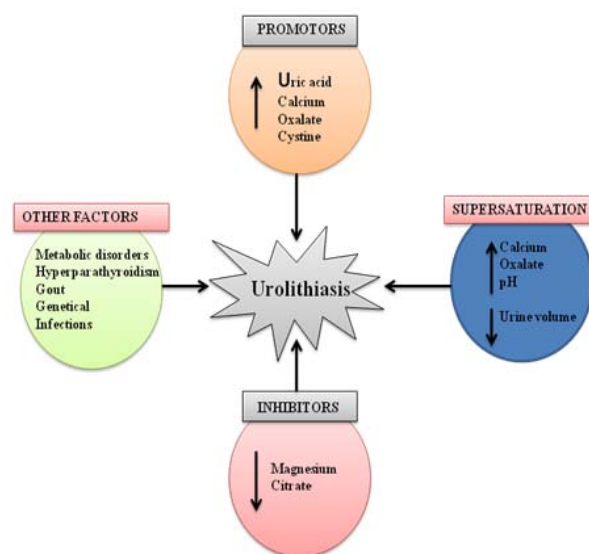 PROMOTORS
Uric acid
Calcium
Oxalate
Cystine
OTHER FACTORS
Metabolic disorders
Hyperparathyroidism
Gout
Genetical
Infections
Urolithiasis
SUPERSATURATION
Calcium
Oxalate
pH
Urine volume
INHIBITORS
Magnesium
Citrate